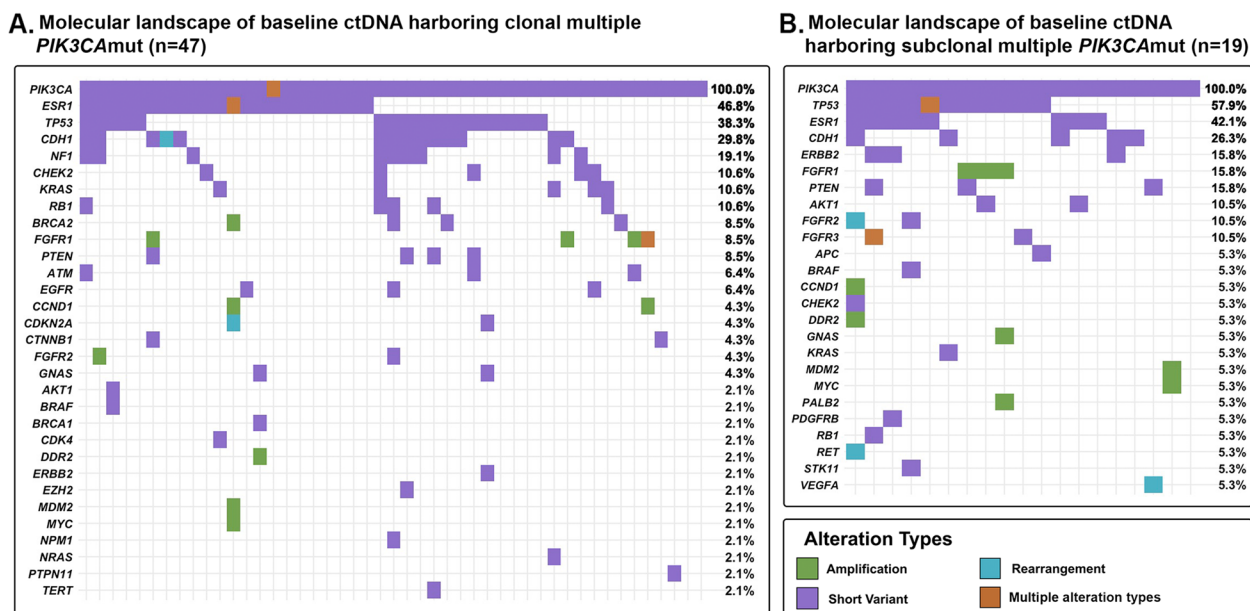 A. Molecular landscape of baseline ctDNA harboring clonal multiple
PIK3CAmut (n=47)
PIK3CA 100.0%
ESR1 46.8%
TP53 38.3%
CDH1 29.8%
NF1 19.1%
CHEK2 10.6%
KRAS 10.6%
RB1 10.6%
BRCA2 8.5%
FGFR1 8.5%
PTEN 8.5%
ATM 6.4%
EGFR 6.4%
CCND1 4.3%
CDKN2A 4.3%
CTNNB1 4.3%
FGFR2 4.3%
GNAS 4.3%
AKT1 2.1%
BRAF 2.1%
BRCA1 2.1%
CDK4 2.1%
DDR2 2.1%
ERBB2 2.1%
EZH2 2.1%
MDM2 2.1%
MYC 2.1%
NPM1 2.1%
NRAS 2.1%
PTPN11 2.1%
TERT 2.1%
B. Molecular landscape of baseline ctDNA
harboring subclonal multiple PIK3CAmut (n=19)
PIK3CA 100.0%
TP53 57.9%
ESR1 42.1%
CDH1 26.3%
ERBB2 15.8%
FGFR1 15.8%
PTEN 15.8%
AKT1 10.5%
FGFR2 10.5%
FGFR3 10.5%
APC 5.3%
BRAF 5.3%
CCND1 5.3%
CHEK2 5.3%
DDR2 5.3%
GNAS 5.3%
KRAS 5.3%
MDM2 5.3%
MYC 5.3%
PALB2 5.3%
PDGFRB 5.3%
RB1 5.3%
RET 5.3%
STK11 5.3%
VEGFA 5.3%
Alteration Types
Amplification
Rearrangement
Short Variant
Multiple alteration types